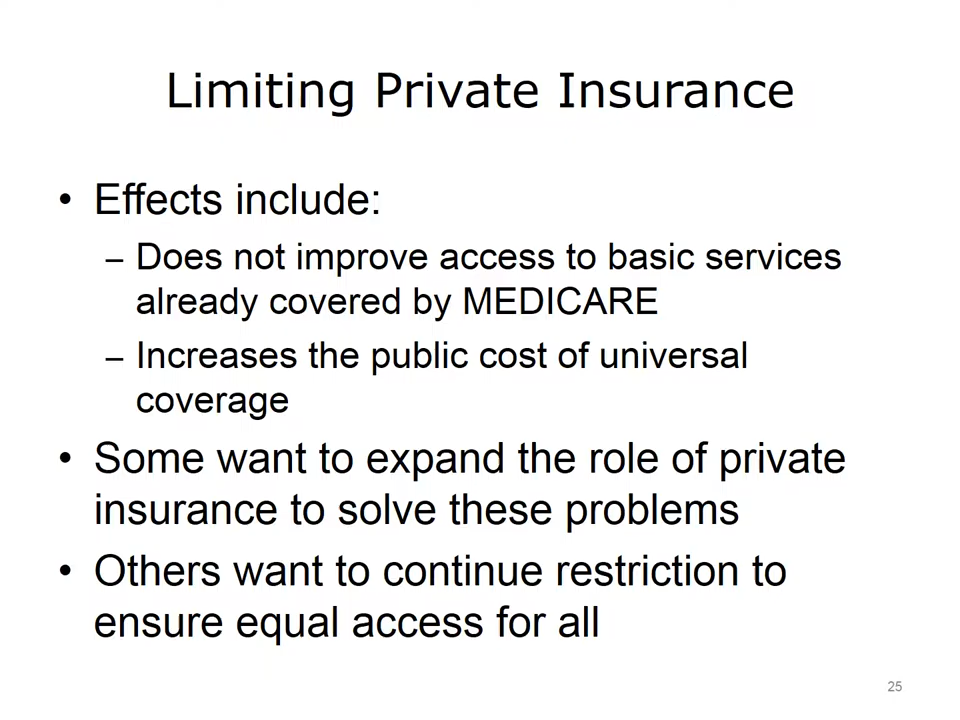 Limiting Private Insurance
• Effects include:
– Does not improve access to basic services
already covered by MEDICARE
– Increases the public cost of universal
coverage
• Some want to expand the role of private
insurance to solve these problems
• Others want to continue restriction to
ensure equal access for all
25